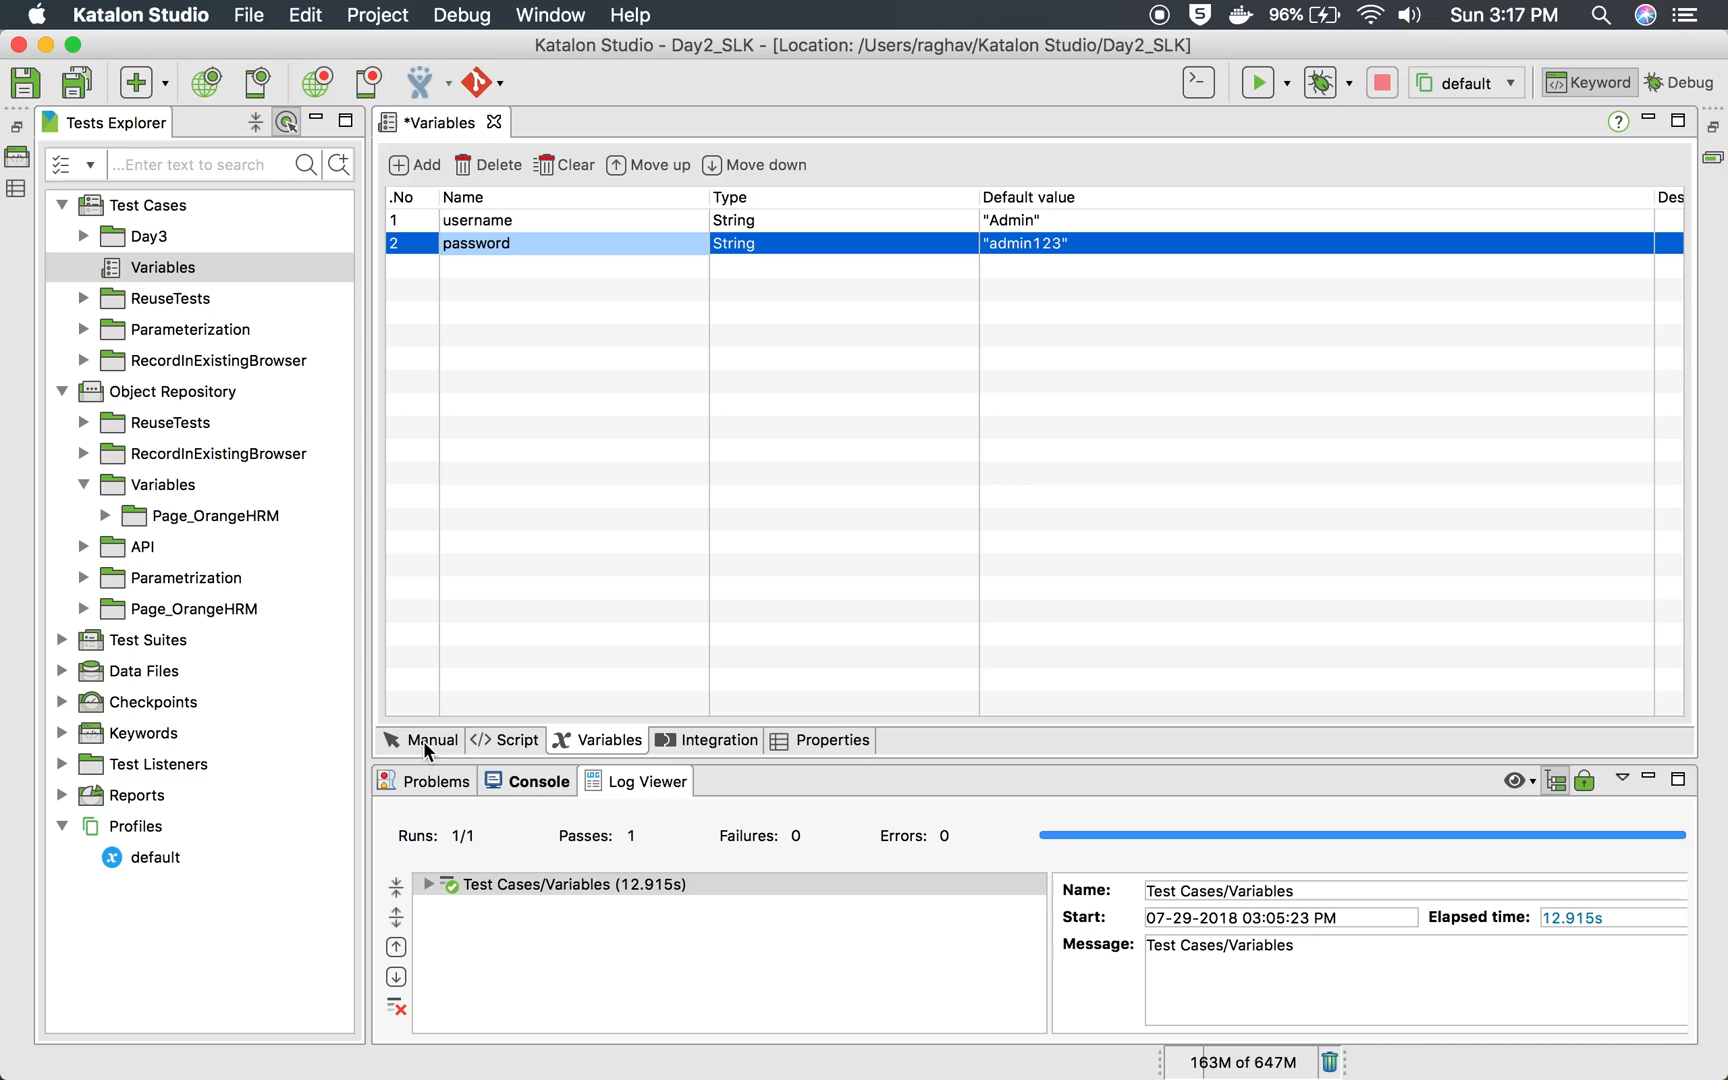 Katalon Studio File Edit Project Debug Window Help 96% Sun 3:17 PM
Katalon Studio - Day2_SLK - [Location: /Users/raghav/Katalon Studio/Day2_SLK]
default Keyword Debug
Tests Explorer
*Variables
...Enter text to search
Add Delete Clear Move up Move down
.No Name Type Default value Des
1 username String "Admin"
2 password String "admin123"
Test Cases
Day3
Variables
ReuseTests
Parameterization
RecordInExistingBrowser
Object Repository
ReuseTests
RecordInExistingBrowser
Variables
Page_OrangeHRM
API
Parametrization
Page_OrangeHRM
Test Suites
Data Files
Checkpoints
Keywords
Test Listeners
Reports
Profiles
default
Manual </> Script Variables Integration Properties
Problems Console Log Viewer
Runs: 1/1 Passes: 1 Failures: 0 Errors: 0
Test Cases/Variables (12.915s)
Name: Test Cases/Variables
Start: 07-29-2018 03:05:23 PM Elapsed time: 12.915s
Message: Test Cases/Variables
163M of 647M